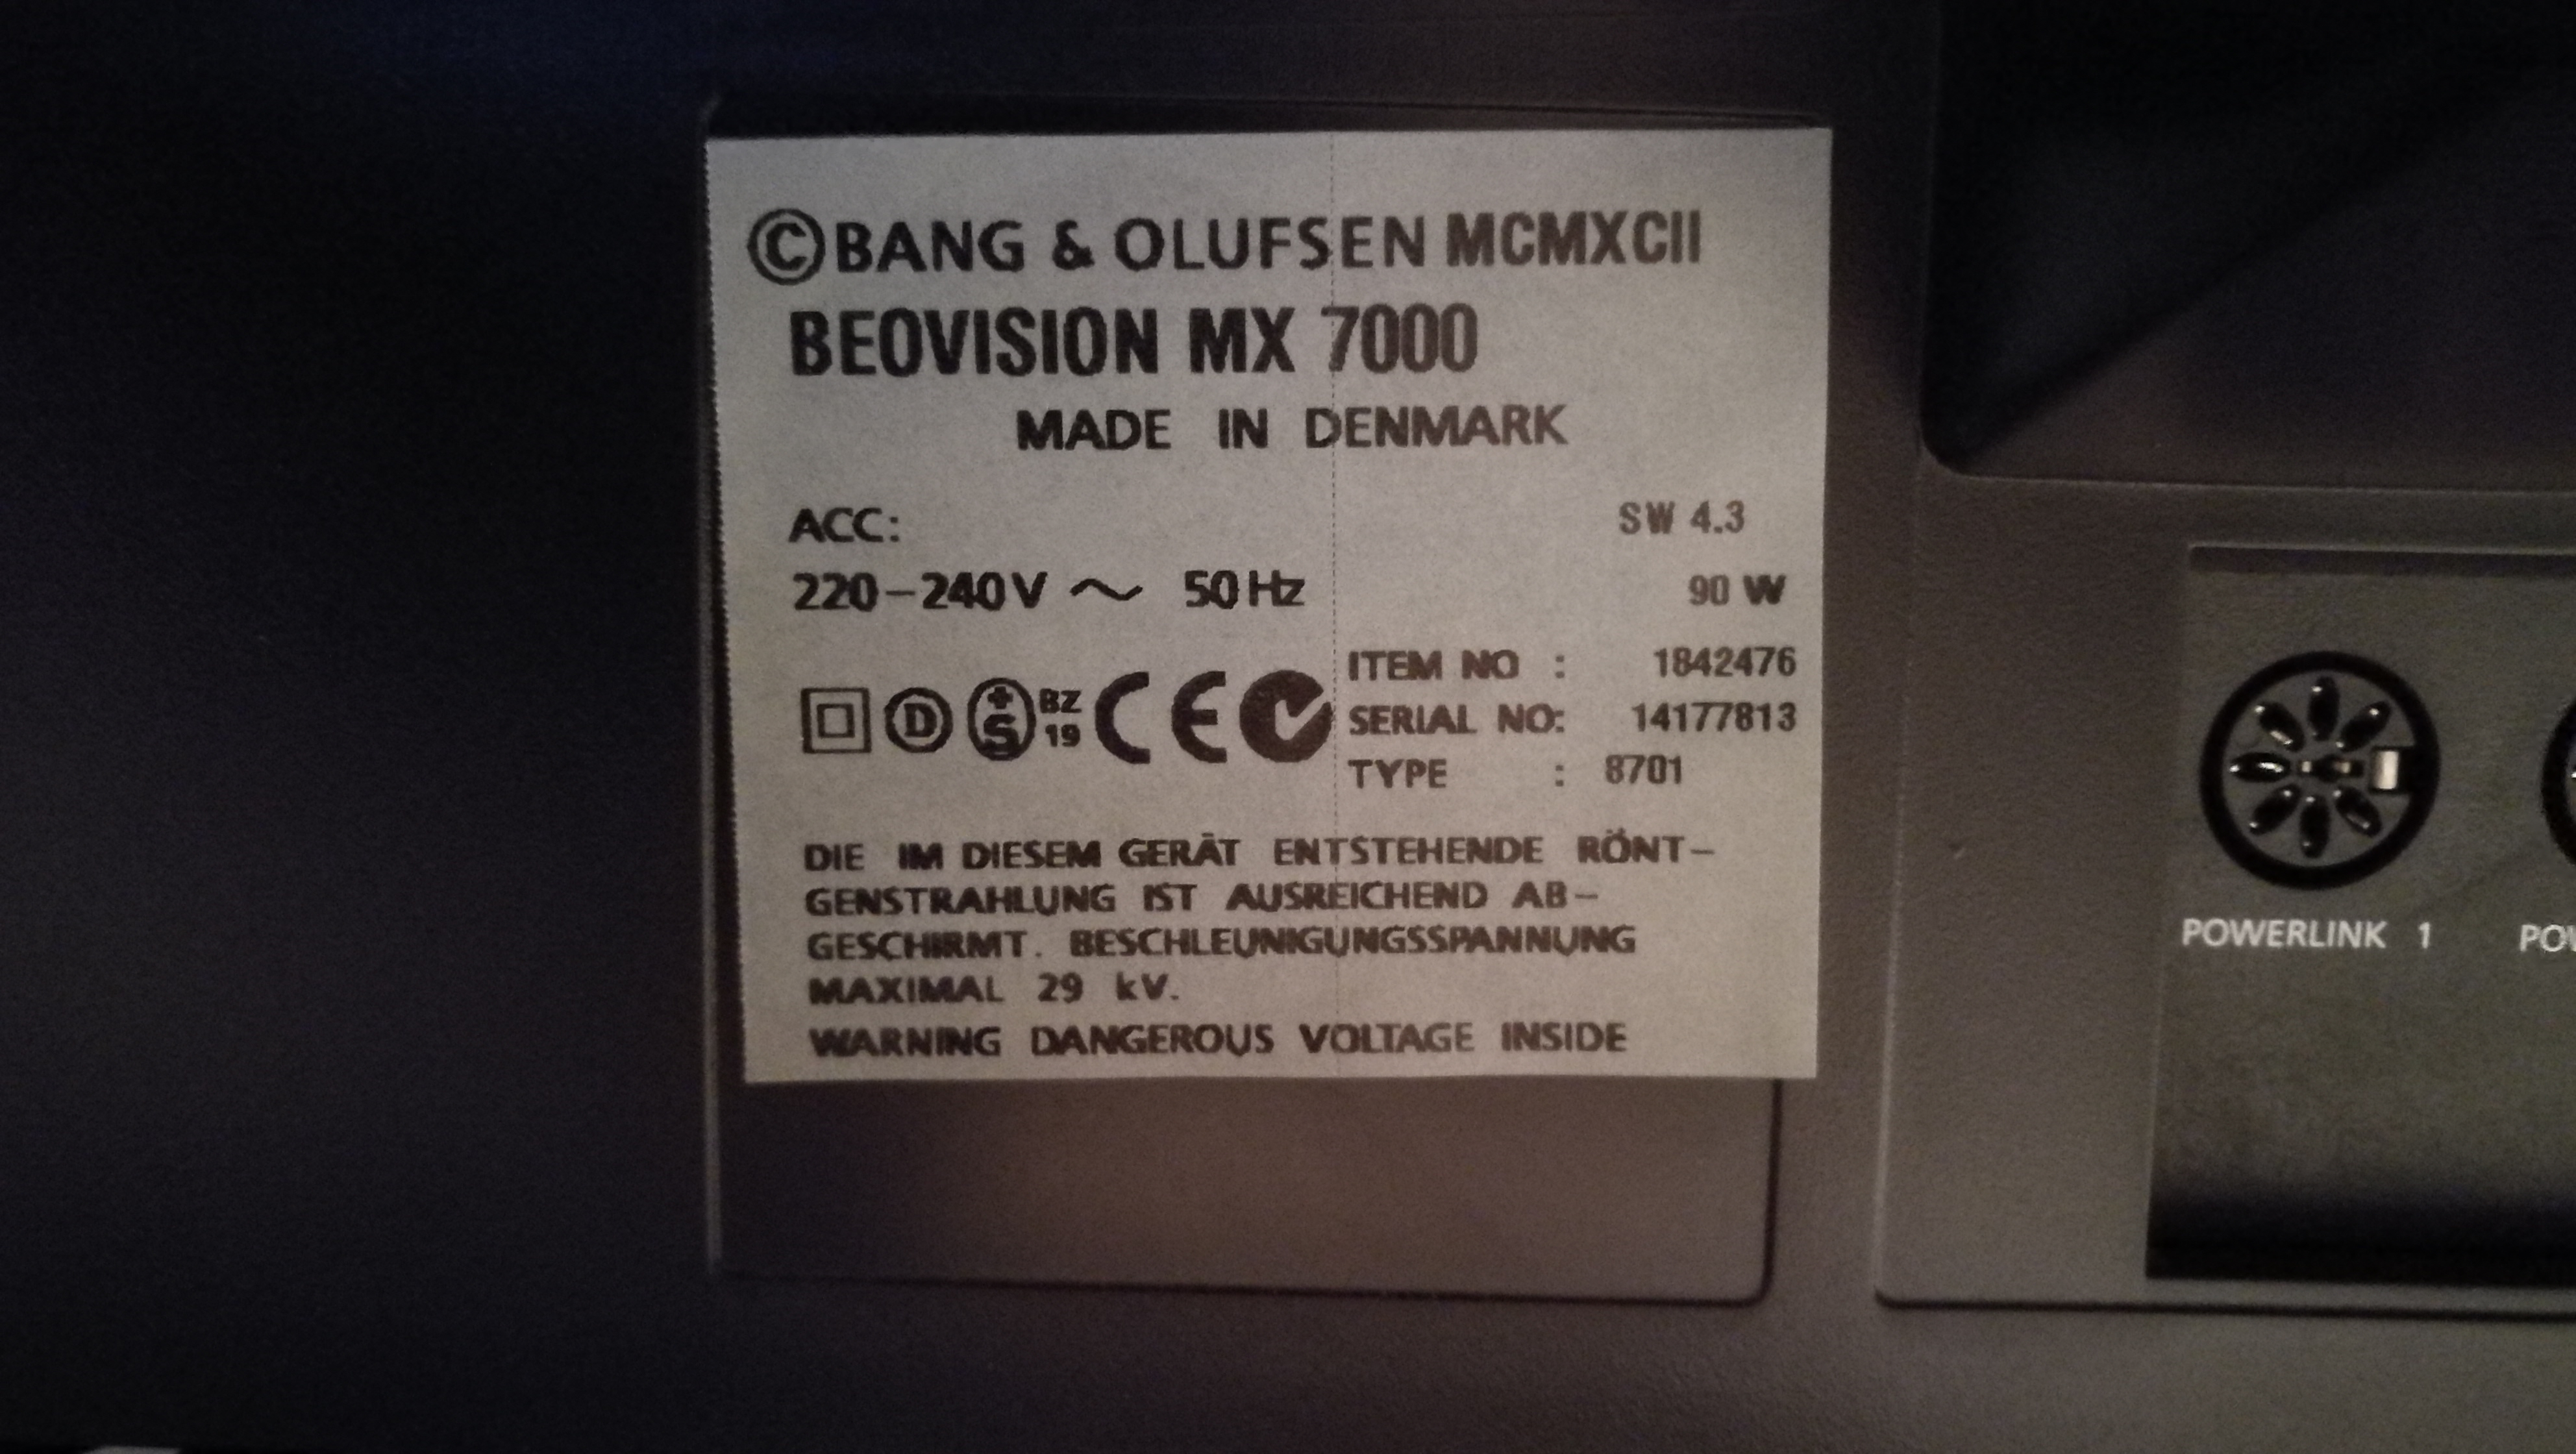 ©BANG & OLUFSEN MCMXCII
BEOVISION MX 7000
MADE IN DENMARK
ACC: SW 4.3
220-240V ~ 50Hz 90 W
D +S BZ 19 CE
ITEM NO : 1842476
SERIAL NO: 14177813
TYPE : 8701
DIE IM DIESEM GERÄT ENTSTEHENDE RÖNT-
GENSTRAHLUNG IST AUSREICHEND AB-
GESCHIRMT. BESCHLEUNIGUNGSSPANNUNG
MAXIMAL 29 kV.
WARNING DANGEROUS VOLTAGE INSIDE
POWERLINK 1